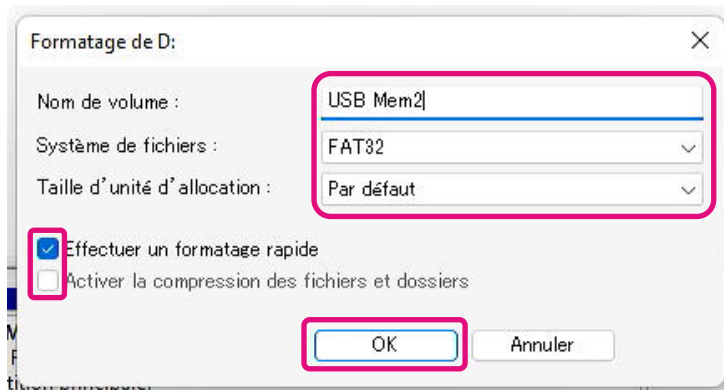 Formatage de D:
Nom de volume :
USB Mem2
Système de fichiers :
FAT32
Taille d'unité d'allocation :
Par défaut
Effectuer un formatage rapide
Activer la compression des fichiers et dossiers
OK
Annuler